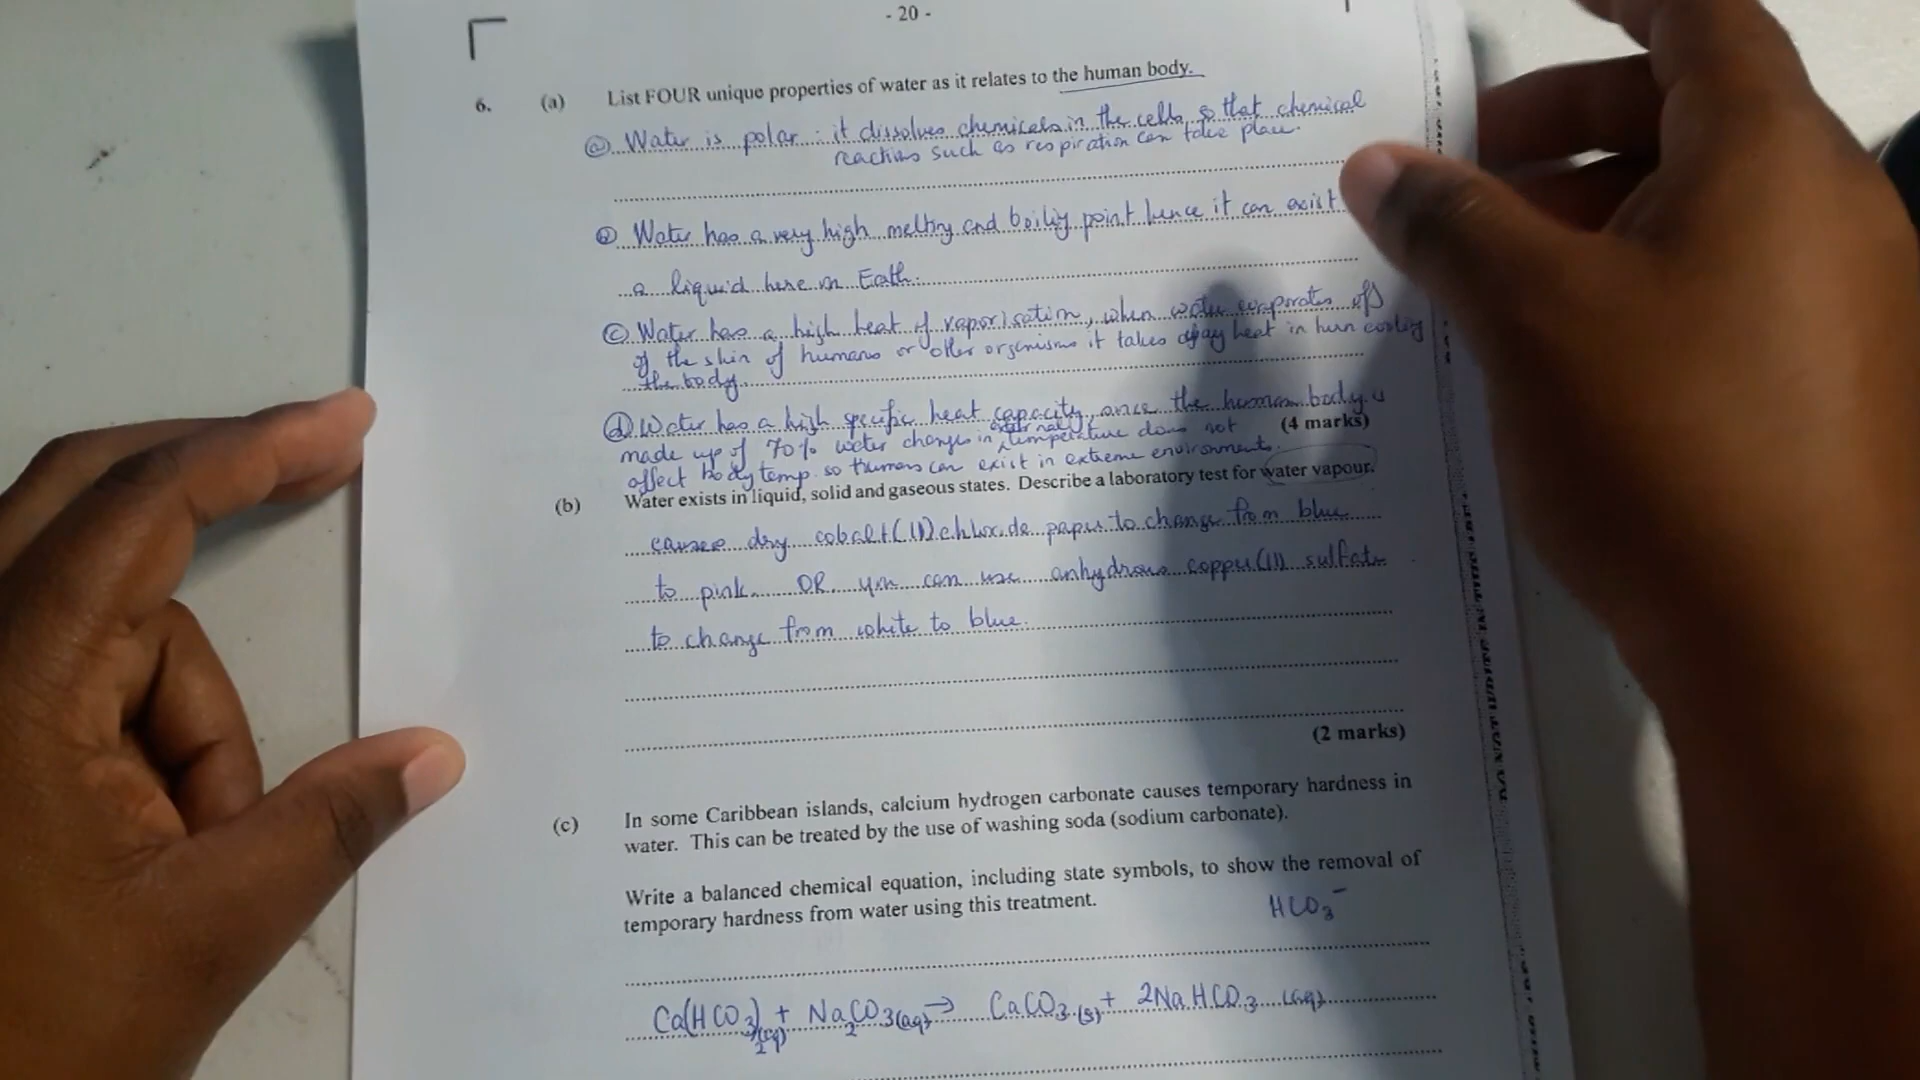 - 20 -
6. (a) List FOUR unique properties of water as it relates to the human body.
ⓐ Water is polar : it dissolves chemicals in the cells so that chemical
reactions such as respiration can take place.
Water has a very high melting and boiling point hence it can exist
a liquid here on Earth.
ⓒ Water has a high heat of vaporisation, when water evaporates off
of the skin of humans or other organisms it takes away heat in turn cooling
the body.
ⓓ Water has a high specific heat capacity, since the human body is
made up of 70% water changes in external temperature does not
(4 marks)
affect body temp. so humans can exist in extreme environments.
(b) Water exists in liquid, solid and gaseous states. Describe a laboratory test for water vapour.
causes dry cobalt(II) chloride paper to change from blue
to pink. OR you can use anhydrous copper(II) sulfate
to change from white to blue.
(2 marks)
(c) In some Caribbean islands, calcium hydrogen carbonate causes temporary hardness in
water. This can be treated by the use of washing soda (sodium carbonate).
Write a balanced chemical equation, including state symbols, to show the removal of
temporary hardness from water using this treatment.
HCO₃⁻
Ca(HCO₃)₂(aq) + Na₂CO₃(aq) → CaCO₃(s) + 2NaHCO₃(aq)